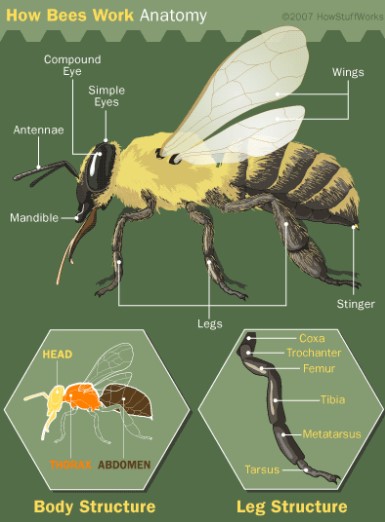 How Bees Work Anatomy
©2007 HowStuffWorks
Compound
Eye
Simple
Eyes
Wings
Antennae
Mandible
Stinger
Legs
HEAD
THORAX ABDOMEN
Body Structure
Coxa
Trochanter
Femur
Tibia
Metatarsus
Tarsus
Leg Structure